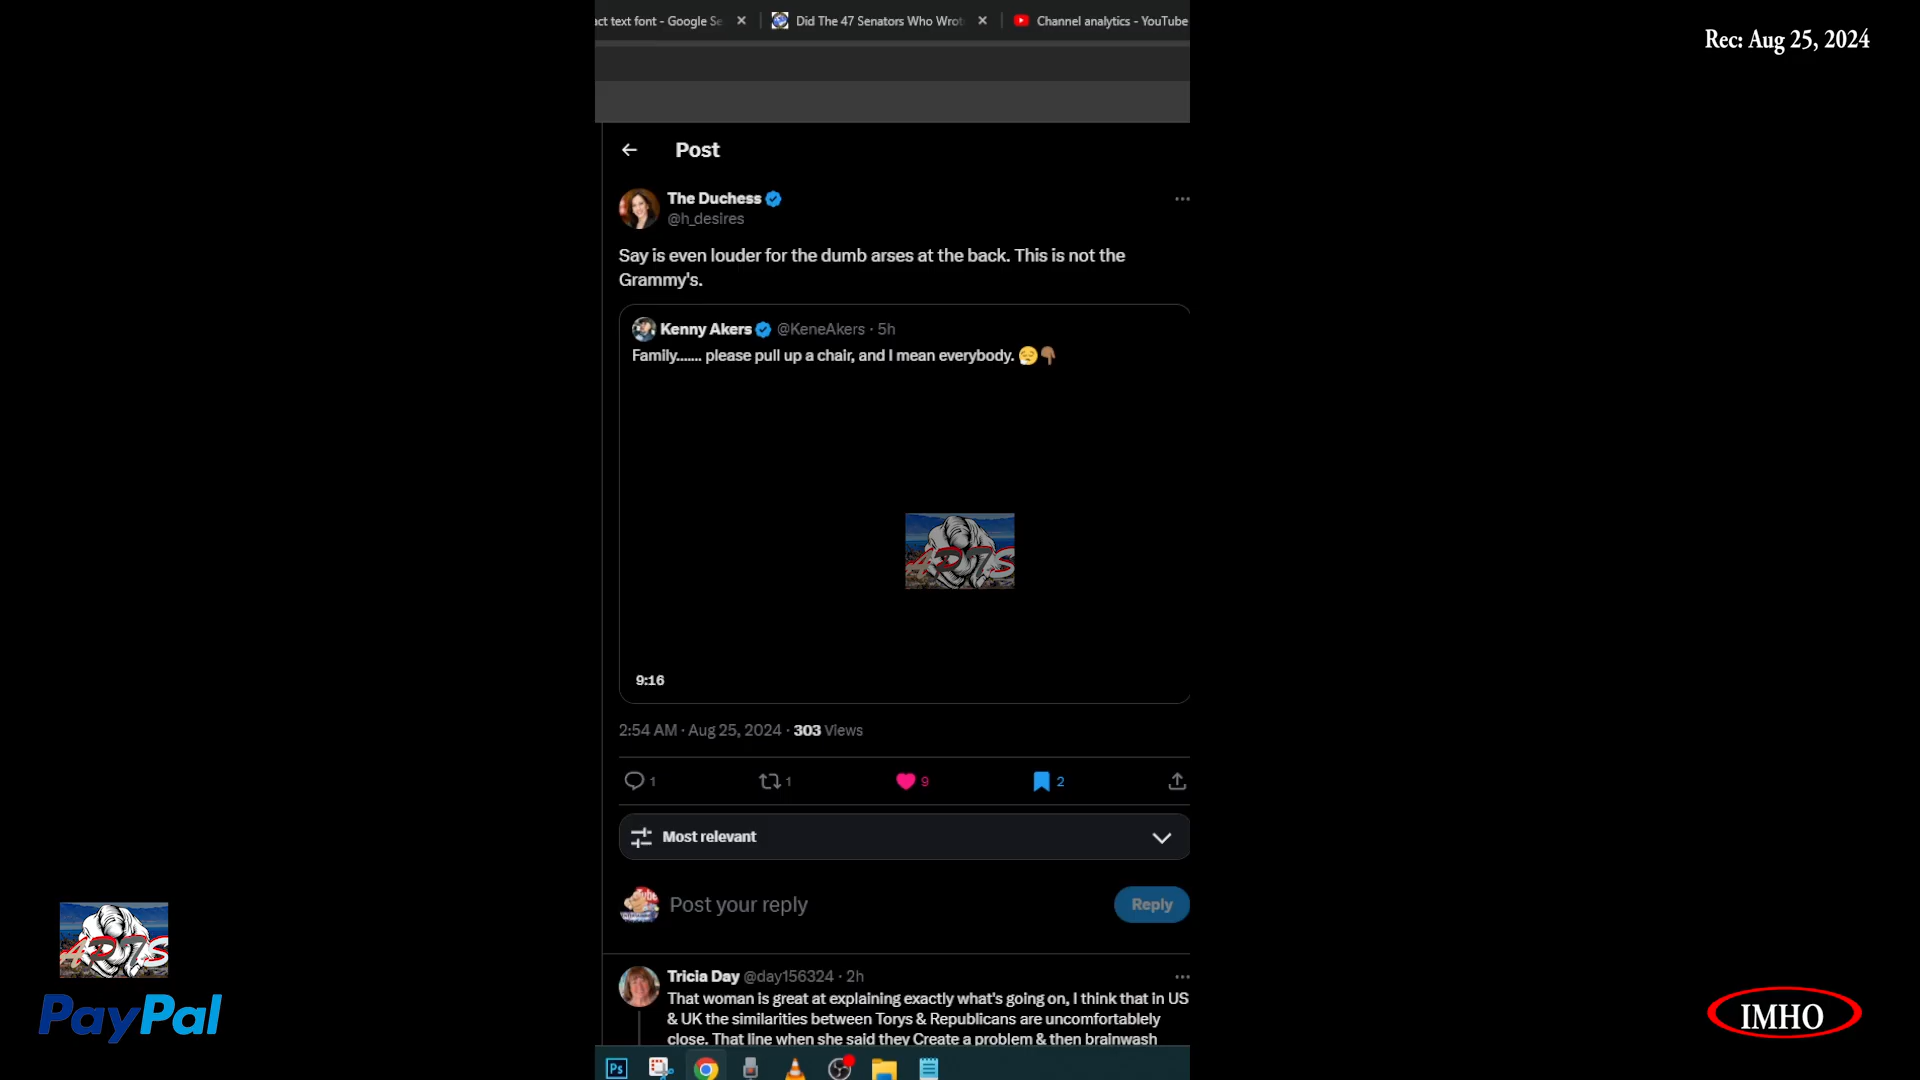 act text font - Google Se
Did The 47 Senators Who Wrot
Channel analytics - YouTube
Rec: Aug 25, 2024
Post
The Duchess
@h_desires
Say is even louder for the dumb arses at the back. This is not the
Grammy's.
Kenny Akers @KeneAkers · 5h
Family....... please pull up a chair, and I mean everybody.
9:16
2:54 AM · Aug 25, 2024 · 303 Views
1 1 9 2
Most relevant
Post your reply
Reply
Tricia Day @day156324 · 2h
That woman is great at explaining exactly what's going on, I think that in US
& UK the similarities between Torys & Republicans are uncomfortablely
close. That line when she said they Create a problem & then brainwash
Ps
PayPal
IMHO